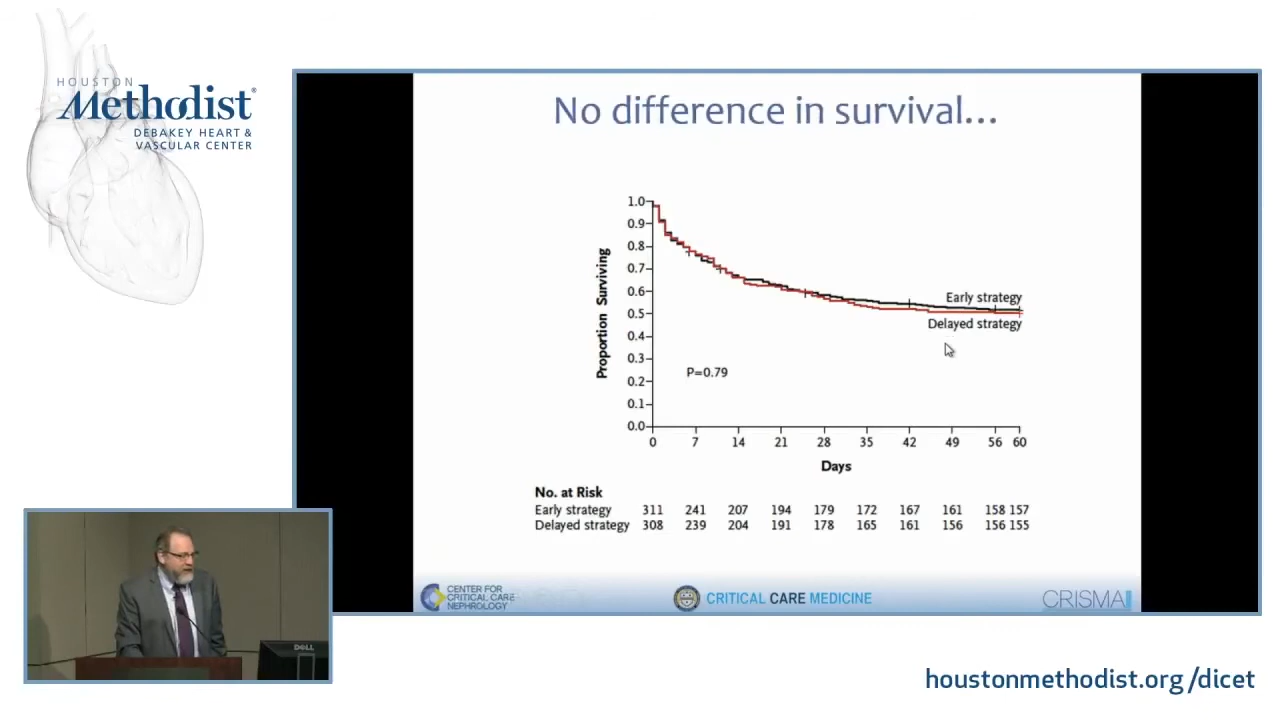 HOUSTON
Methodist®
DEBAKEY HEART &
VASCULAR CENTER
No difference in survival...
Proportion Surviving
1.0
0.9
0.8
0.7
0.6
0.5
0.4
0.3
0.2
0.1
0.0
Early strategy
Delayed strategy
P=0.79
0 7 14 21 28 35 42 49 56 60
Days
No. at Risk
Early strategy 311 241 207 194 179 172 167 161 158 157
Delayed strategy 308 239 204 191 178 165 161 156 156 155
CENTER FOR
CRITICAL CARE
NEPHROLOGY
CRITICAL CARE MEDICINE
CRISMA
DELL
houstonmethodist.org/dicet